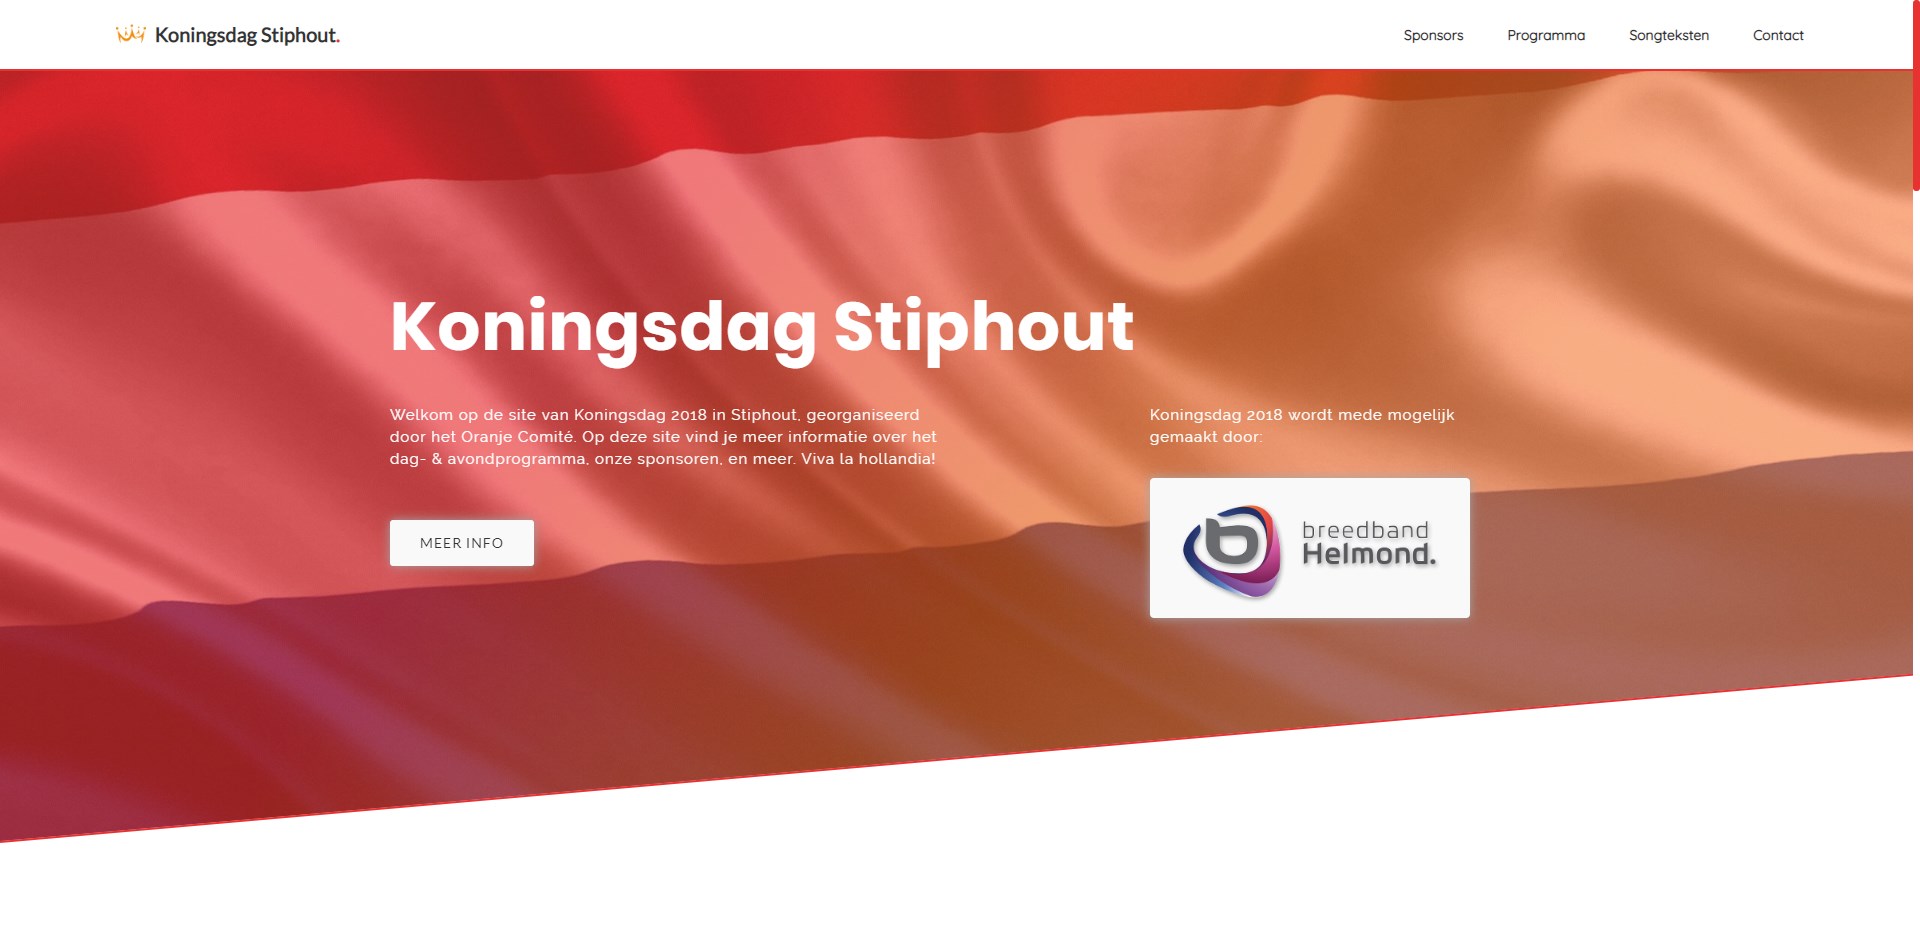 Koningsdag Stiphout.
Sponsors
Programma
Songteksten
Contact
Koningsdag Stiphout
Welkom op de site van Koningsdag 2018 in Stiphout, georganiseerd
door het Oranje Comité. Op deze site vind je meer informatie over het
dag- & avondprogramma, onze sponsoren, en meer. Viva la hollandia!
MEER INFO
Koningsdag 2018 wordt mede mogelijk
gemaakt door:
breedband
Helmond.